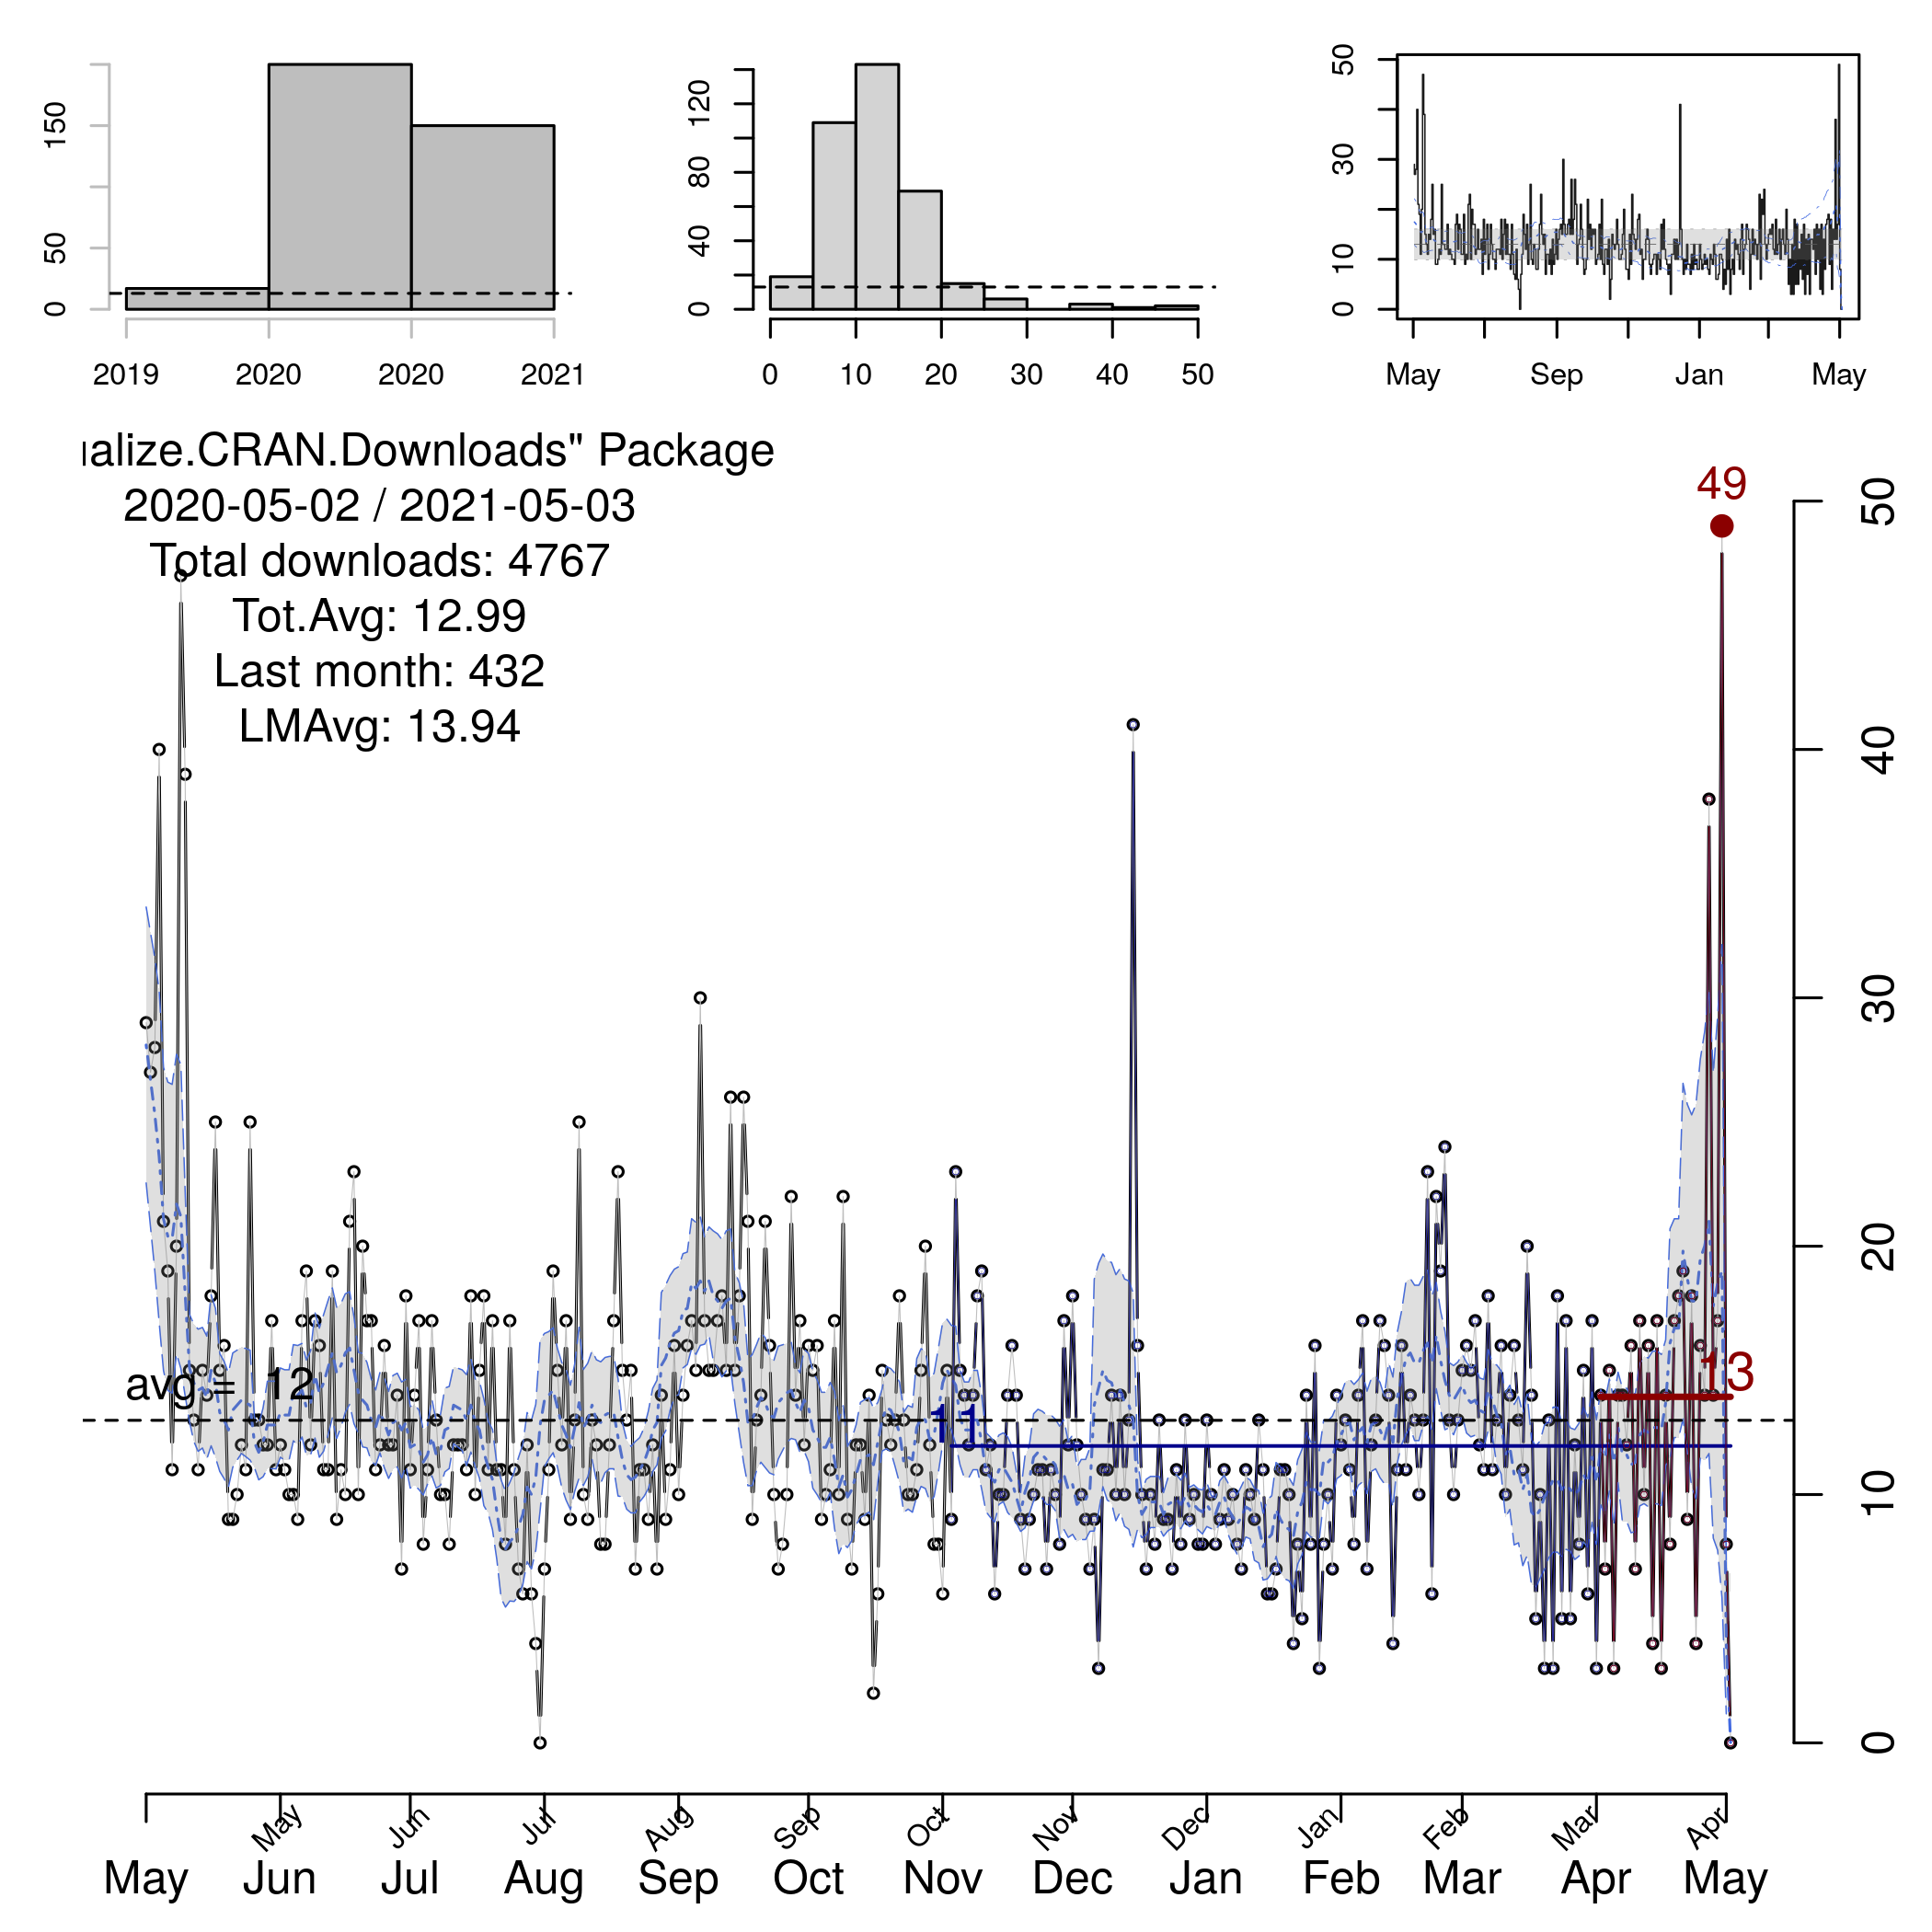 150
50
0
2019 2020 2020 2021
120
80
40
0
0 10 20 30 40 50
50
30
10
0
May Sep Jan May
alize.CRAN.Downloads" Package
2020-05-02 / 2021-05-03
Total downloads: 4767
Tot.Avg: 12.99
Last month: 432
LMAvg: 13.94
49
avg = 12
11
13
50
40
30
20
10
0
May Jun Jul Aug Sep Oct Nov Dec Jan Feb Mar Apr
May Jun Jul Aug Sep Oct Nov Dec Jan Feb Mar Apr May